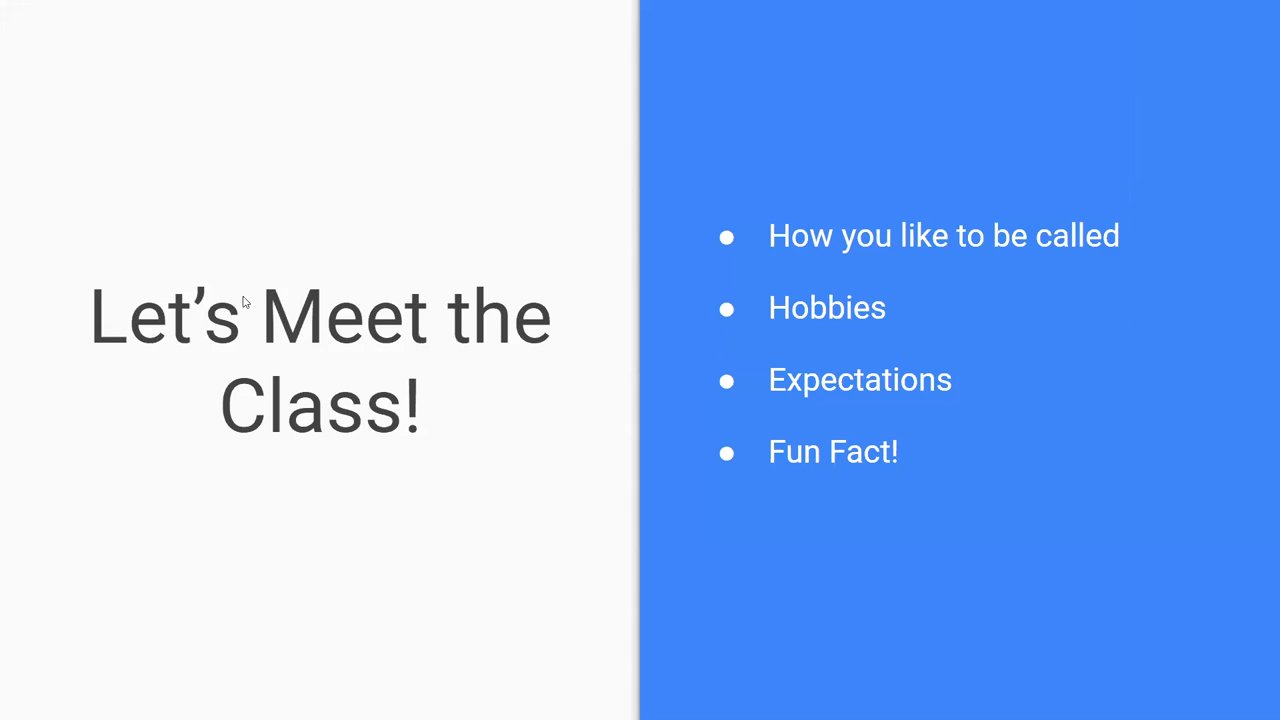 Let’s Meet the
Class!
● How you like to be called
● Hobbies
● Expectations
● Fun Fact!